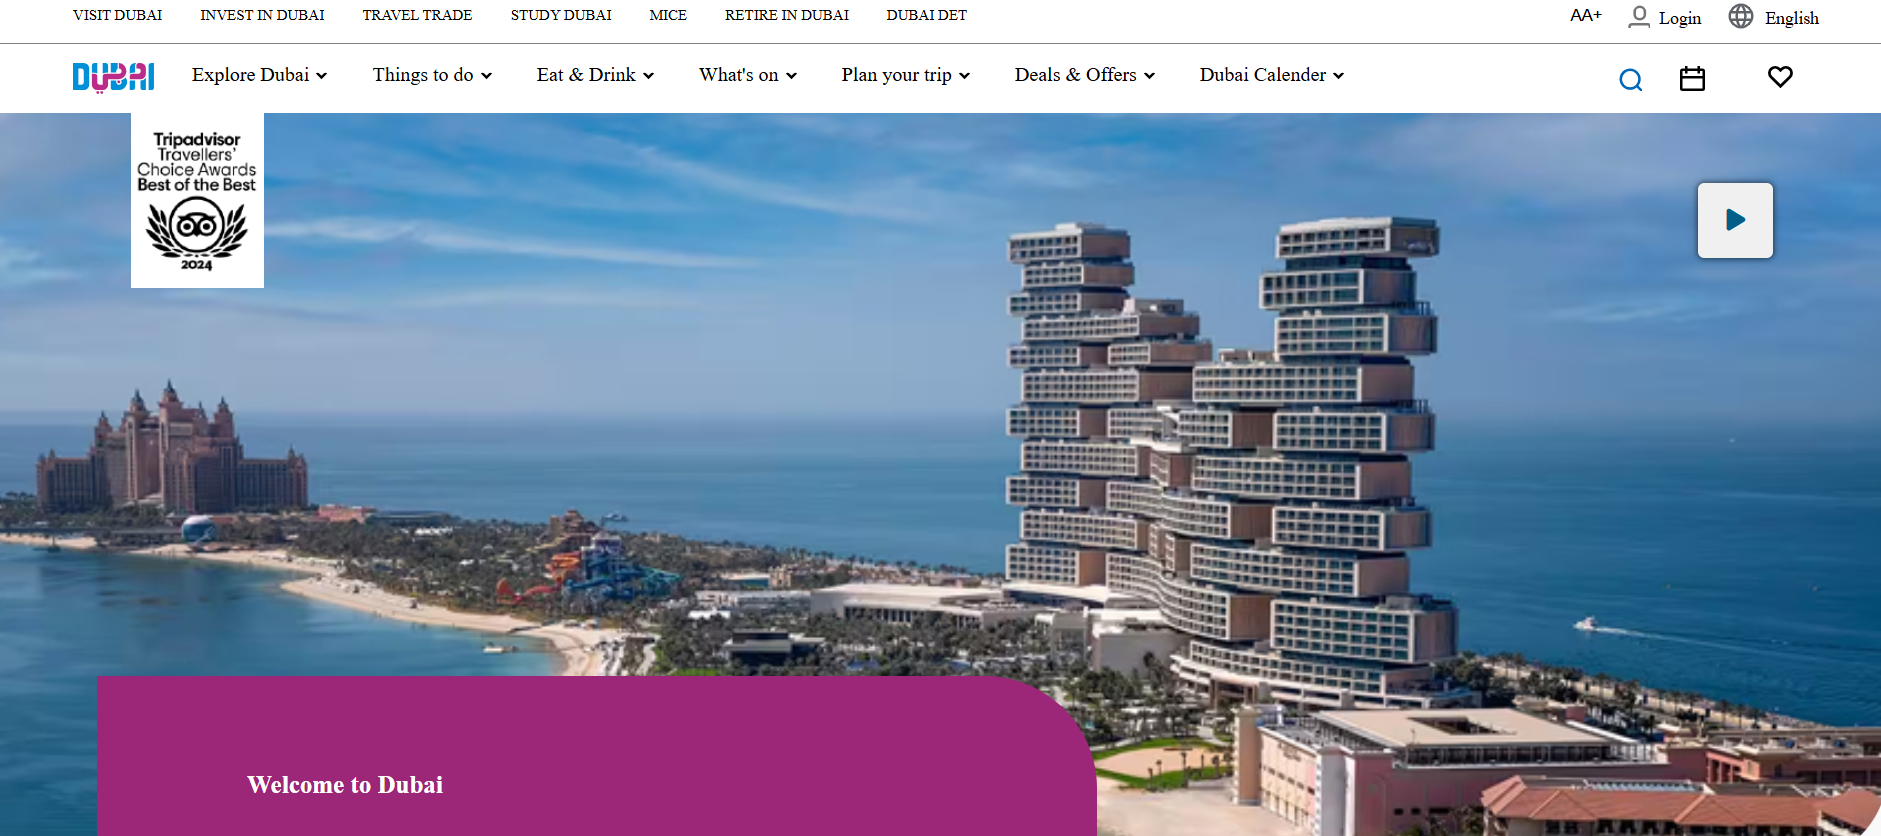 VISIT DUBAI INVEST IN DUBAI TRAVEL TRADE STUDY DUBAI MICE RETIRE IN DUBAI DUBAI DET AA+ Login English
DUBAI Explore Dubai Things to do Eat & Drink What's on Plan your trip Deals & Offers Dubai Calender
Tripadvisor
Travellers'
Choice Awards
Best of the Best
2024
Welcome to Dubai